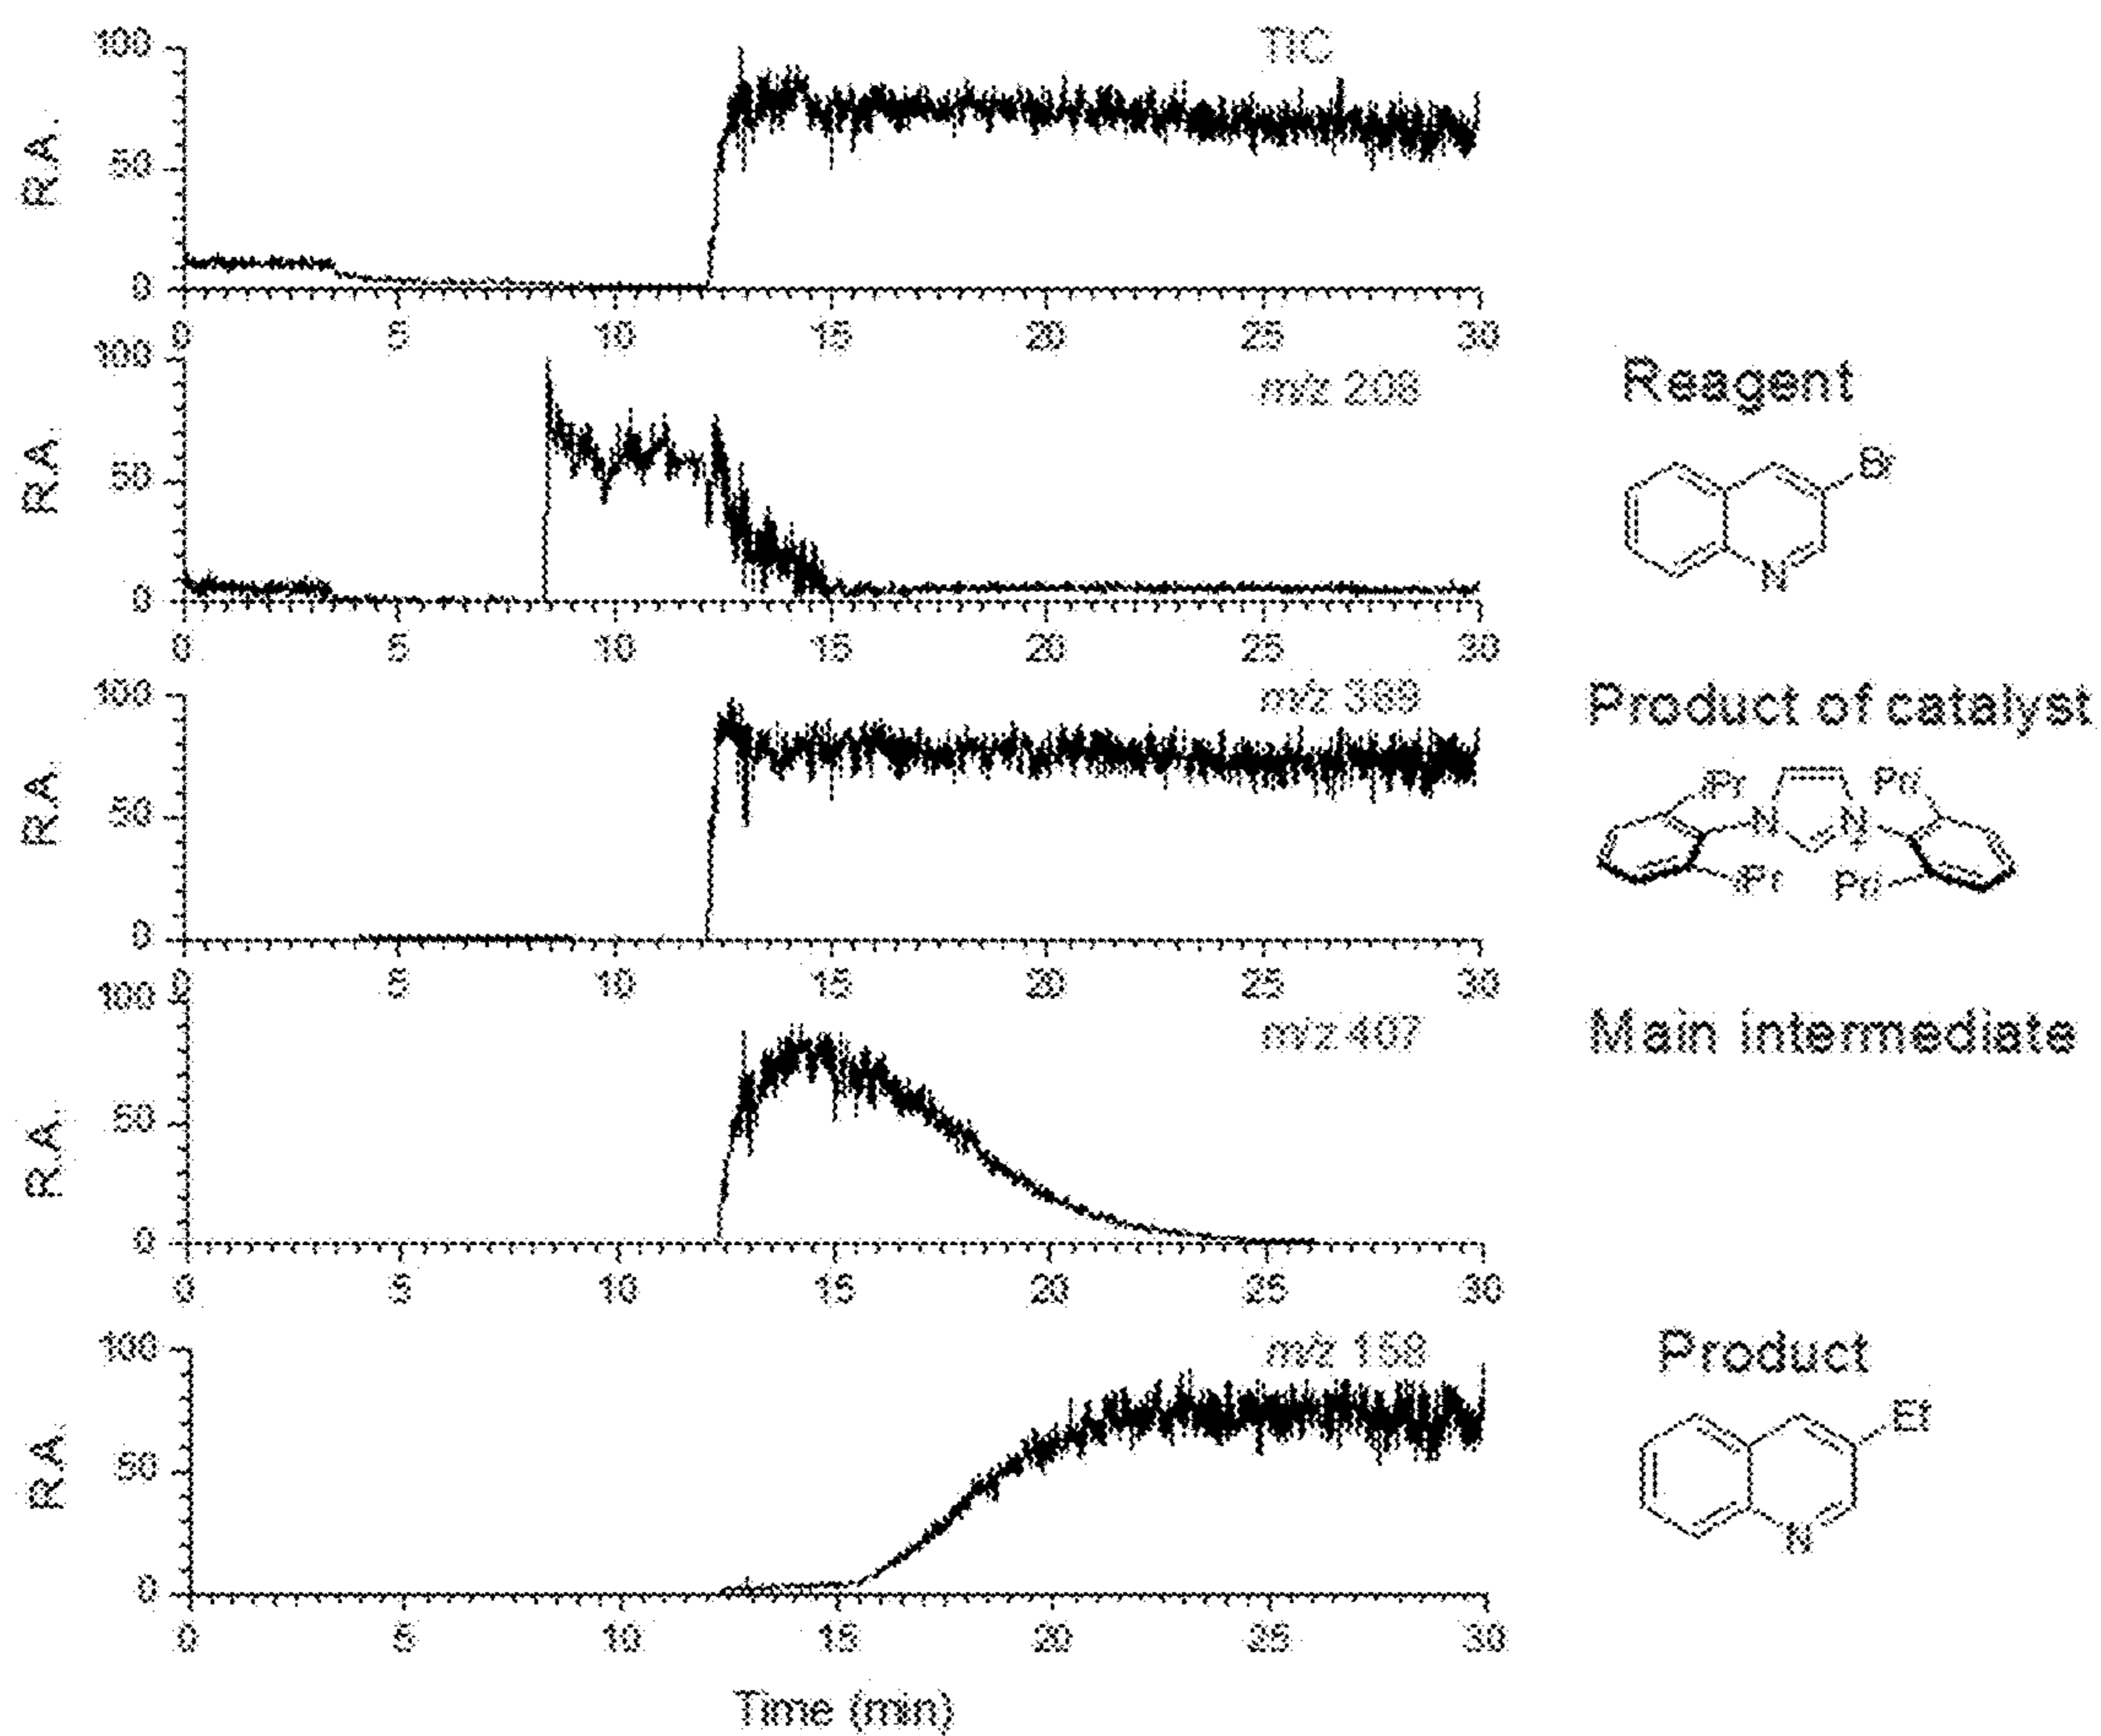 TIC
100
50
0
R.A.
0 5 10 15 20 25 30
m/z 208
100
50
0
R.A.
0 5 10 15 20 25 30
Reagent
Br
N
m/z 389
100
50
0
R.A.
0 5 10 15 20 25 30
Product of catalyst
iPr Pri
N N
+
iPr Pri
m/z 407
100
50
0
R.A.
0 5 10 15 20 25 30
Main intermediate
m/z 158
100
50
0
R.A.
0 5 10 15 20 25 30
Product
Et
N
Time (min)